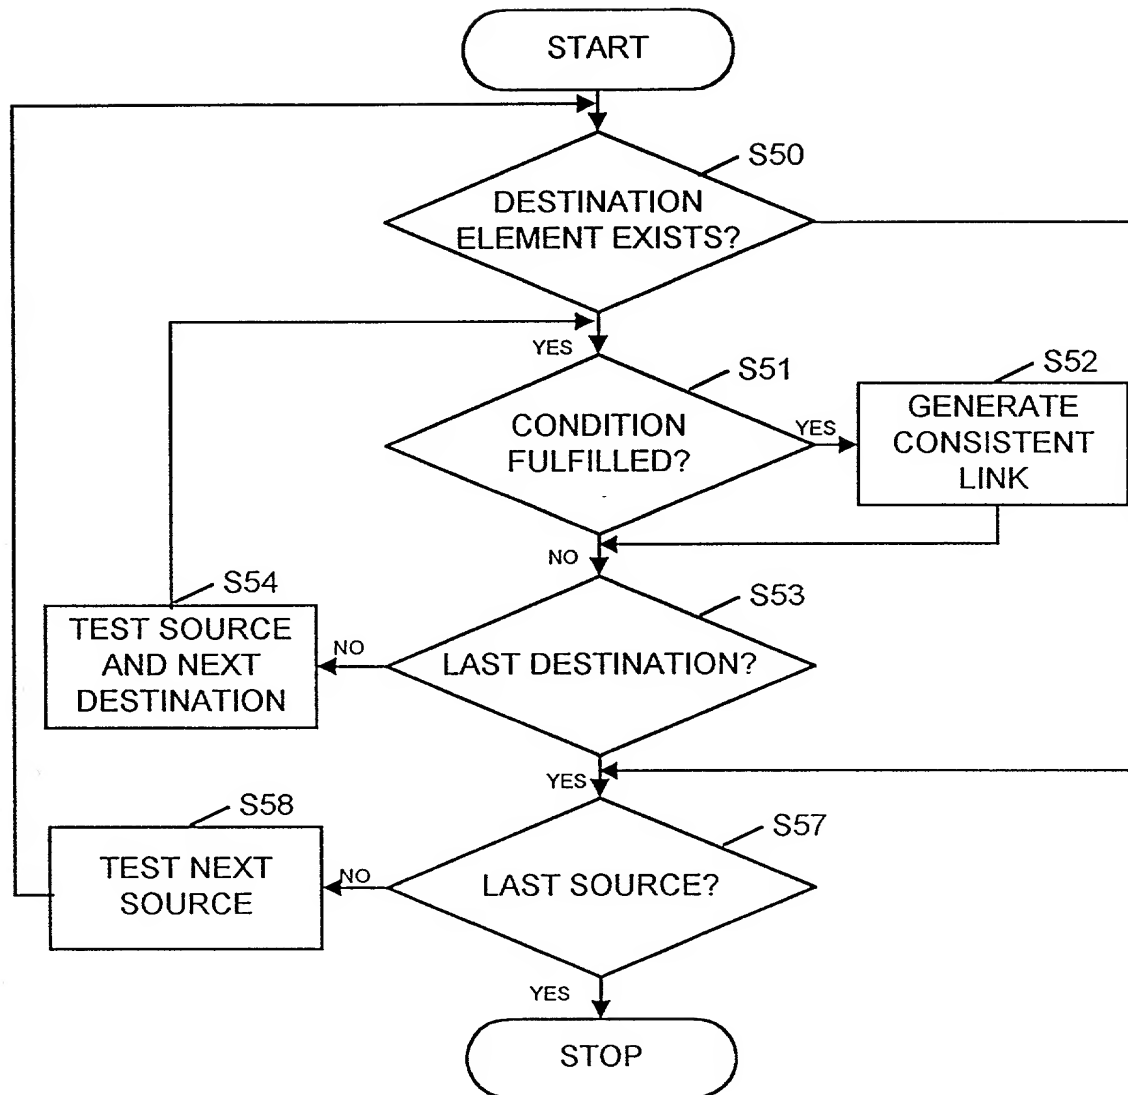 START
S50
DESTINATION
ELEMENT EXISTS?
YES
S51
CONDITION
FULFILLED?
YES
S52
GENERATE
CONSISTENT
LINK
NO
S53
LAST DESTINATION?
NO
S54
TEST SOURCE
AND NEXT
DESTINATION
YES
S57
LAST SOURCE?
NO
S58
TEST NEXT
SOURCE
YES
STOP